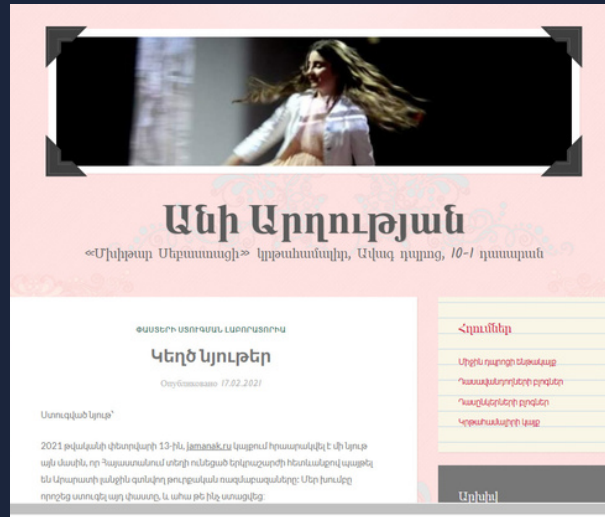 Անի Արղության
«Մխիթար Սեբաստացի» կրթահամալիր, Ավագ դպրոց, 10-1 դասարան
ՓԱՍՏԵՐԻ ՍՏՈՒԳՄԱՆ ԼԱԲՈՐԱՏՈՐԻԱ
Կեղծ նյութեր
Опубликовано 17.02.2021
Ստուգված նյութ՝
2021 թվականի փետրվարի 13-ին, jamanak.ru կայքում հրապարակվել է մի նյութ
այն մասին, որ Հայաստանում տեղի ունեցած երկրաշարժի հետևանքով պայթել
են Արարատի լանջին գտնվող թուրքական ռազմաբազաները: Մեր խումբը
որոշեց ստուգել այդ փաստը, և ահա թե ինչ ստացվեց:
Հղումներ
Միջին դպրոցի ենթակայք
Դասավանդողների բլոգներ
Դասընկերների բլոգներ
Կրթահամալիրի կայք
Արխիվ